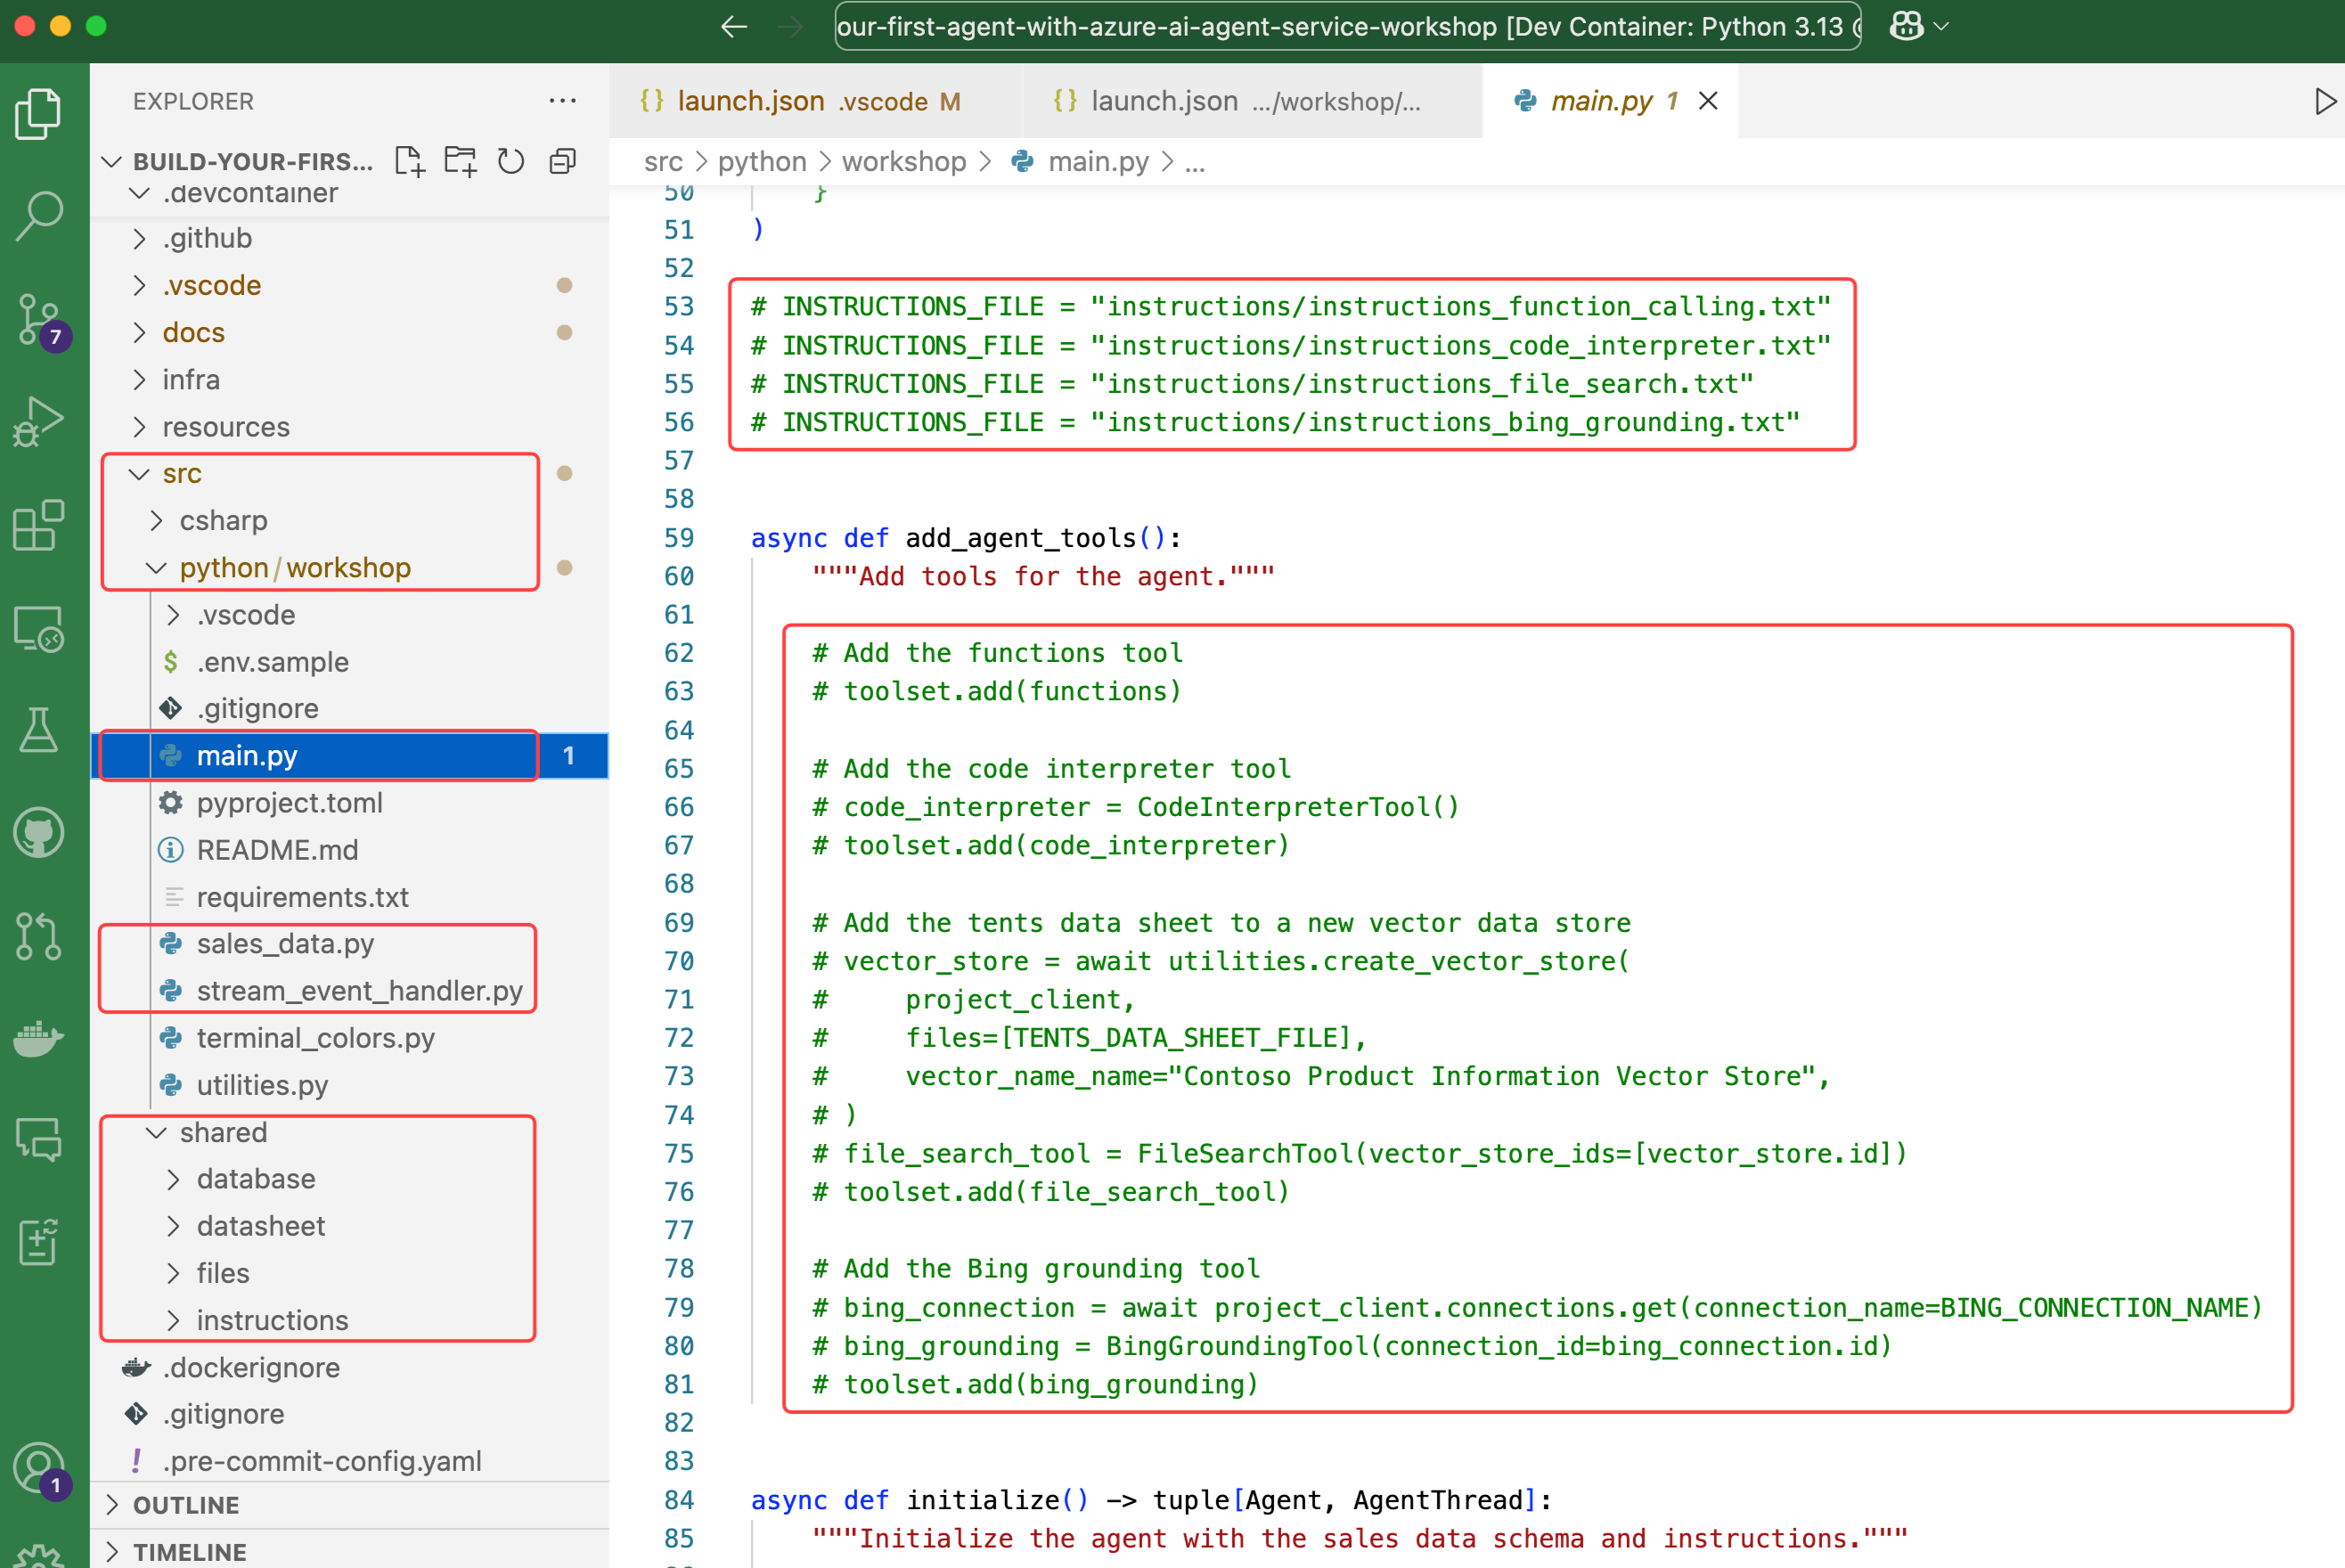 our-first-agent-with-azure-ai-agent-service-workshop [Dev Container: Python 3.13
EXPLORER
BUILD-YOUR-FIRS...
.devcontainer
.github
.vscode
docs
infra
resources
src
csharp
python/workshop
.vscode
.env.sample
.gitignore
main.py 1
pyproject.toml
README.md
requirements.txt
sales_data.py
stream_event_handler.py
terminal_colors.py
utilities.py
shared
database
datasheet
files
instructions
.dockerignore
.gitignore
.pre-commit-config.yaml
OUTLINE
TIMELINE
7
1
launch.json .vscode M
launch.json .../workshop/...
main.py 1
src > python > workshop > main.py > ...
50 }
51 )
52
53 # INSTRUCTIONS_FILE = "instructions/instructions_function_calling.txt"
54 # INSTRUCTIONS_FILE = "instructions/instructions_code_interpreter.txt"
55 # INSTRUCTIONS_FILE = "instructions/instructions_file_search.txt"
56 # INSTRUCTIONS_FILE = "instructions/instructions_bing_grounding.txt"
57
58
59 async def add_agent_tools():
60 """Add tools for the agent."""
61
62 # Add the functions tool
63 # toolset.add(functions)
64
65 # Add the code interpreter tool
66 # code_interpreter = CodeInterpreterTool()
67 # toolset.add(code_interpreter)
68
69 # Add the tents data sheet to a new vector data store
70 # vector_store = await utilities.create_vector_store(
71 # project_client,
72 # files=[TENTS_DATA_SHEET_FILE],
73 # vector_name_name="Contoso Product Information Vector Store",
74 # )
75 # file_search_tool = FileSearchTool(vector_store_ids=[vector_store.id])
76 # toolset.add(file_search_tool)
77
78 # Add the Bing grounding tool
79 # bing_connection = await project_client.connections.get(connection_name=BING_CONNECTION_NAME)
80 # bing_grounding = BingGroundingTool(connection_id=bing_connection.id)
81 # toolset.add(bing_grounding)
82
83
84 async def initialize() -> tuple[Agent, AgentThread]:
85 """Initialize the agent with the sales data schema and instructions."""